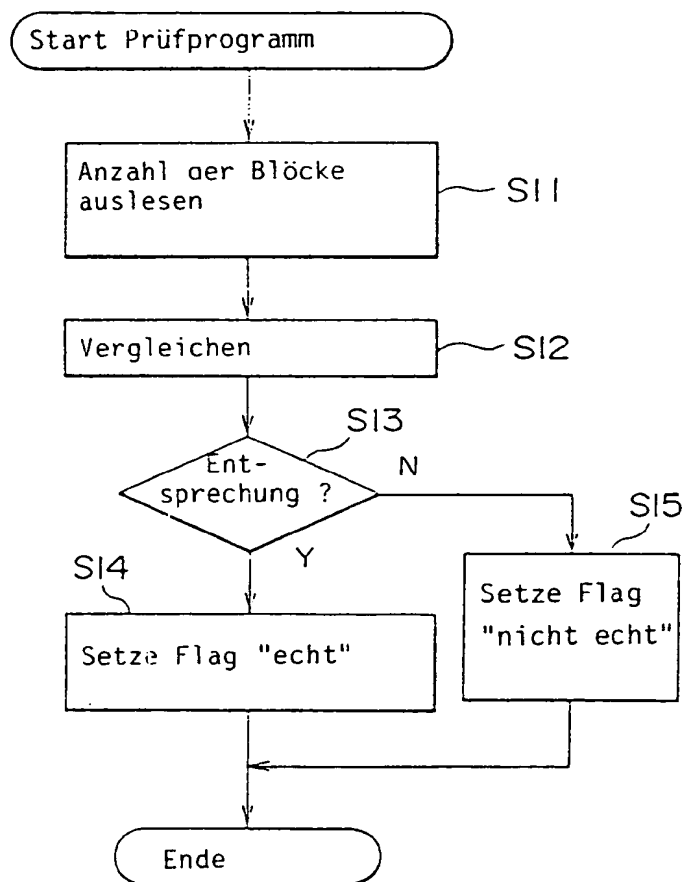 Start Prüfprogramm
Anzahl der Blöcke
auslesen
S11
Vergleichen
S12
S13
Ent-
sprechung ?
N
Y
S14
Setze Flag "echt"
S15
Setze Flag
"nicht echt"
Ende